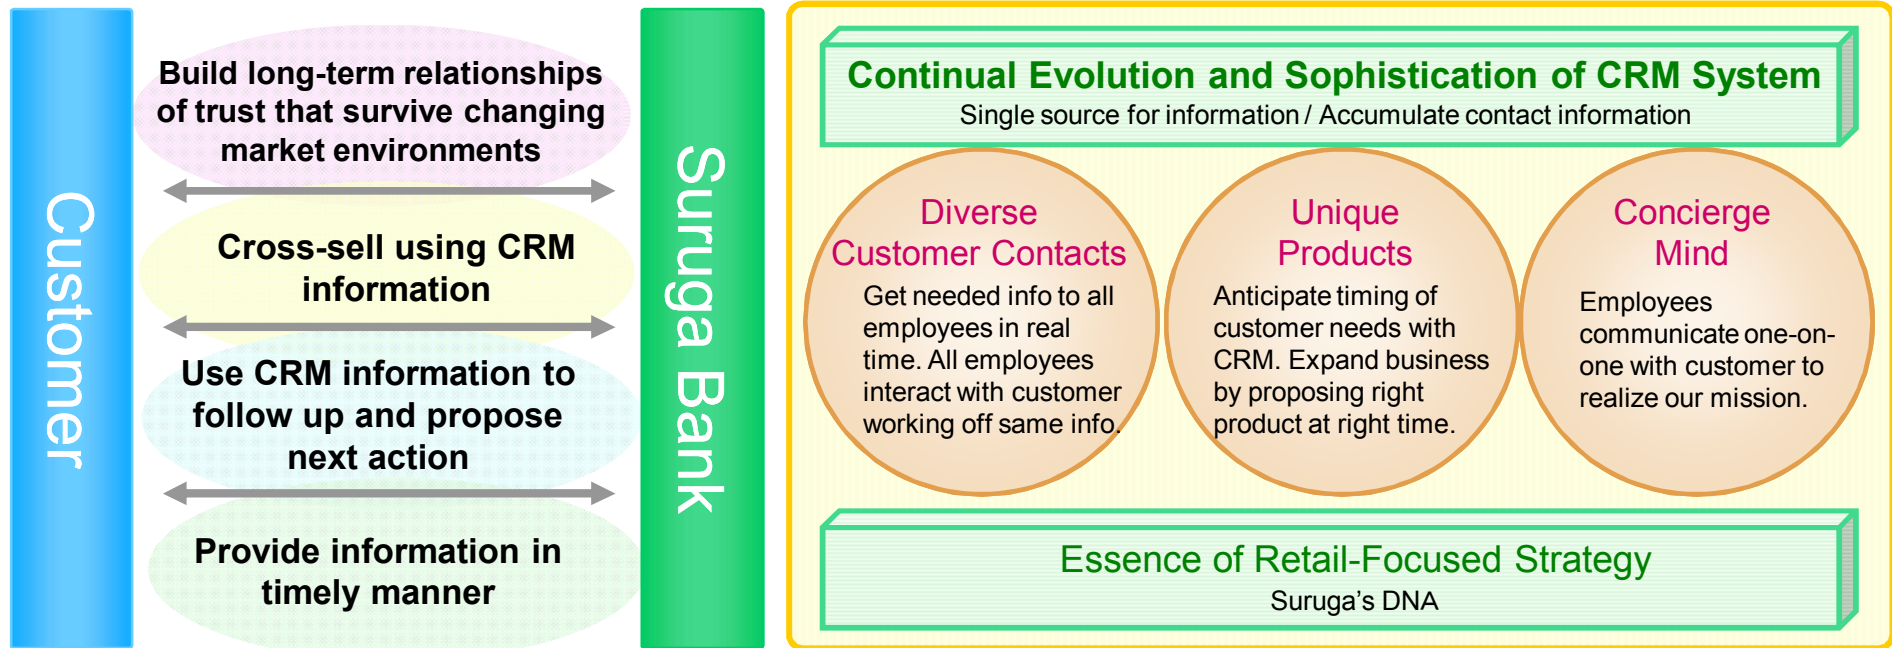 Customer
Build long-term relationships
of trust that survive changing
market environments
Cross-sell using CRM
information
Use CRM information to
follow up and propose
next action
Provide information in
timely manner
Suruga Bank
Continual Evolution and Sophistication of CRM System
Single source for information / Accumulate contact information
Diverse
Customer Contacts
Get needed info to all
employees in real
time. All employees
interact with customer
working off same info.
Unique
Products
Anticipate timing of
customer needs with
CRM. Expand business
by proposing right
product at right time.
Concierge
Mind
Employees
communicate one-on-
one with customer to
realize our mission.
Essence of Retail-Focused Strategy
Suruga's DNA